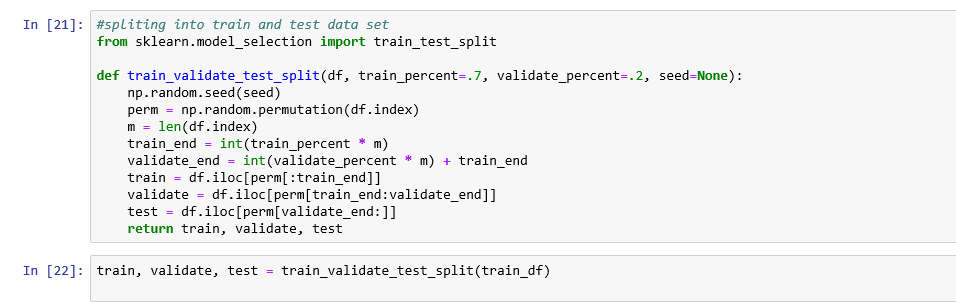 In [21]: #spliting into train and test data set
from sklearn.model_selection import train_test_split
def train_validate_test_split(df, train_percent=.7, validate_percent=.2, seed=None):
    np.random.seed(seed)
    perm = np.random.permutation(df.index)
    m = len(df.index)
    train_end = int(train_percent * m)
    validate_end = int(validate_percent * m) + train_end
    train = df.iloc[perm[:train_end]]
    validate = df.iloc[perm[train_end:validate_end]]
    test = df.iloc[perm[validate_end:]]
    return train, validate, test
In [22]: train, validate, test = train_validate_test_split(train_df)